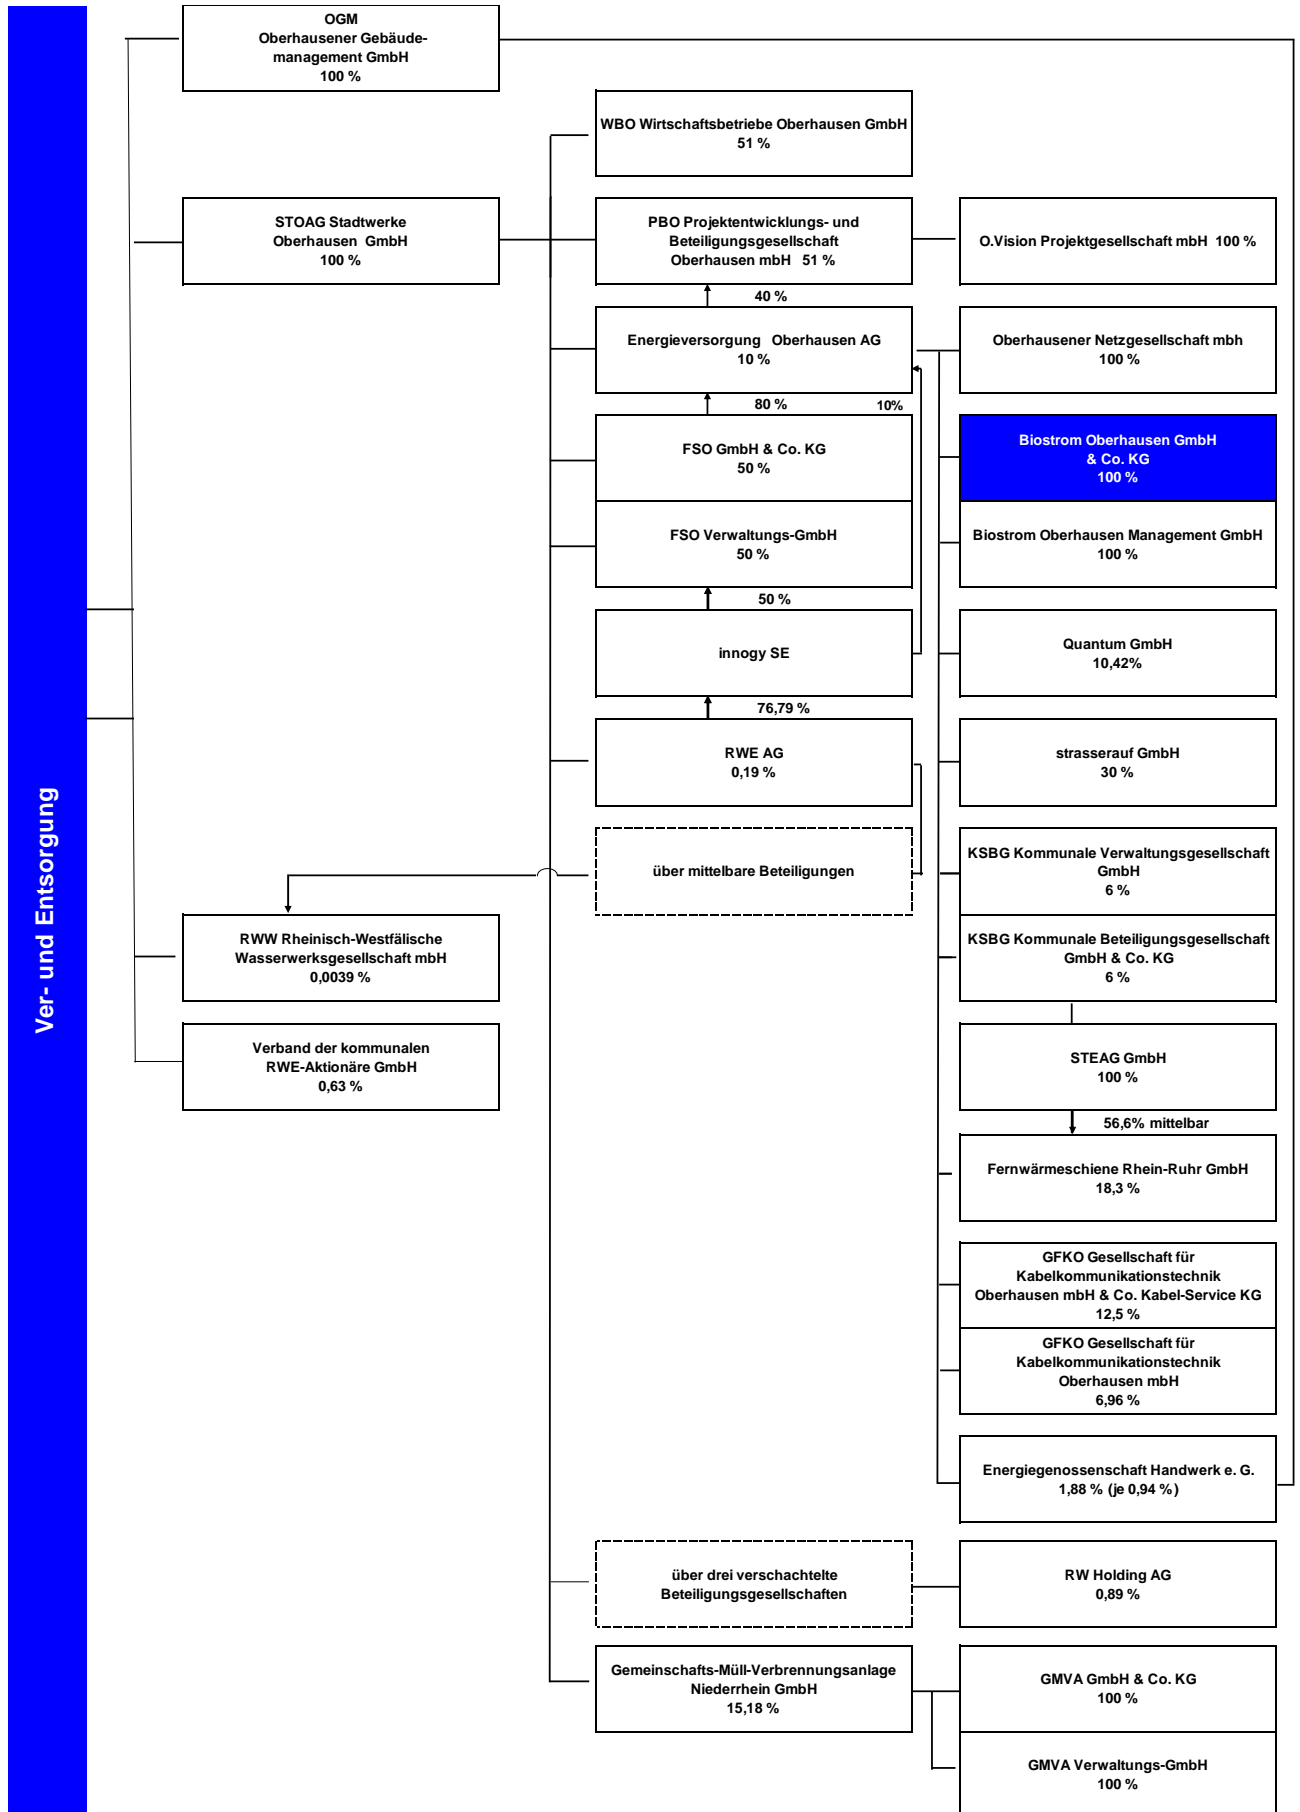 Ver- und Entsorgung
OGM
Oberhausener Gebäude-
management GmbH
100 %
STOAG Stadtwerke
Oberhausen GmbH
100 %
RWW Rheinisch-Westfälische
Wasserwerksgesellschaft mbH
0,0039 %
Verband der kommunalen
RWE-Aktionäre GmbH
0,63 %
WBO Wirtschaftsbetriebe Oberhausen GmbH
51 %
PBO Projektentwicklungs- und
Beteiligungsgesellschaft
Oberhausen mbH 51 %
40 %
Energieversorgung Oberhausen AG
10 %
80 %
10%
FSO GmbH & Co. KG
50 %
FSO Verwaltungs-GmbH
50 %
50 %
innogy SE
76,79 %
RWE AG
0,19 %
über mittelbare Beteiligungen
über drei verschachtelte
Beteiligungsgesellschaften
Gemeinschafts-Müll-Verbrennungsanlage
Niederrhein GmbH
15,18 %
O.Vision Projektgesellschaft mbH 100 %
Oberhausener Netzgesellschaft mbh
100 %
Biostrom Oberhausen GmbH
& Co. KG
100 %
Biostrom Oberhausen Management GmbH
100 %
Quantum GmbH
10,42%
strasserauf GmbH
30 %
KSBG Kommunale Verwaltungsgesellschaft
GmbH
6 %
KSBG Kommunale Beteiligungsgesellschaft
GmbH & Co. KG
6 %
STEAG GmbH
100 %
56,6% mittelbar
Fernwärmeschiene Rhein-Ruhr GmbH
18,3 %
GFKO Gesellschaft für
Kabelkommunikationstechnik
Oberhausen mbH & Co. Kabel-Service KG
12,5 %
GFKO Gesellschaft für
Kabelkommunikationstechnik
Oberhausen mbH
6,96 %
Energiegenossenschaft Handwerk e. G.
1,88 % (je 0,94 %)
RW Holding AG
0,89 %
GMVA GmbH & Co. KG
100 %
GMVA Verwaltungs-GmbH
100 %